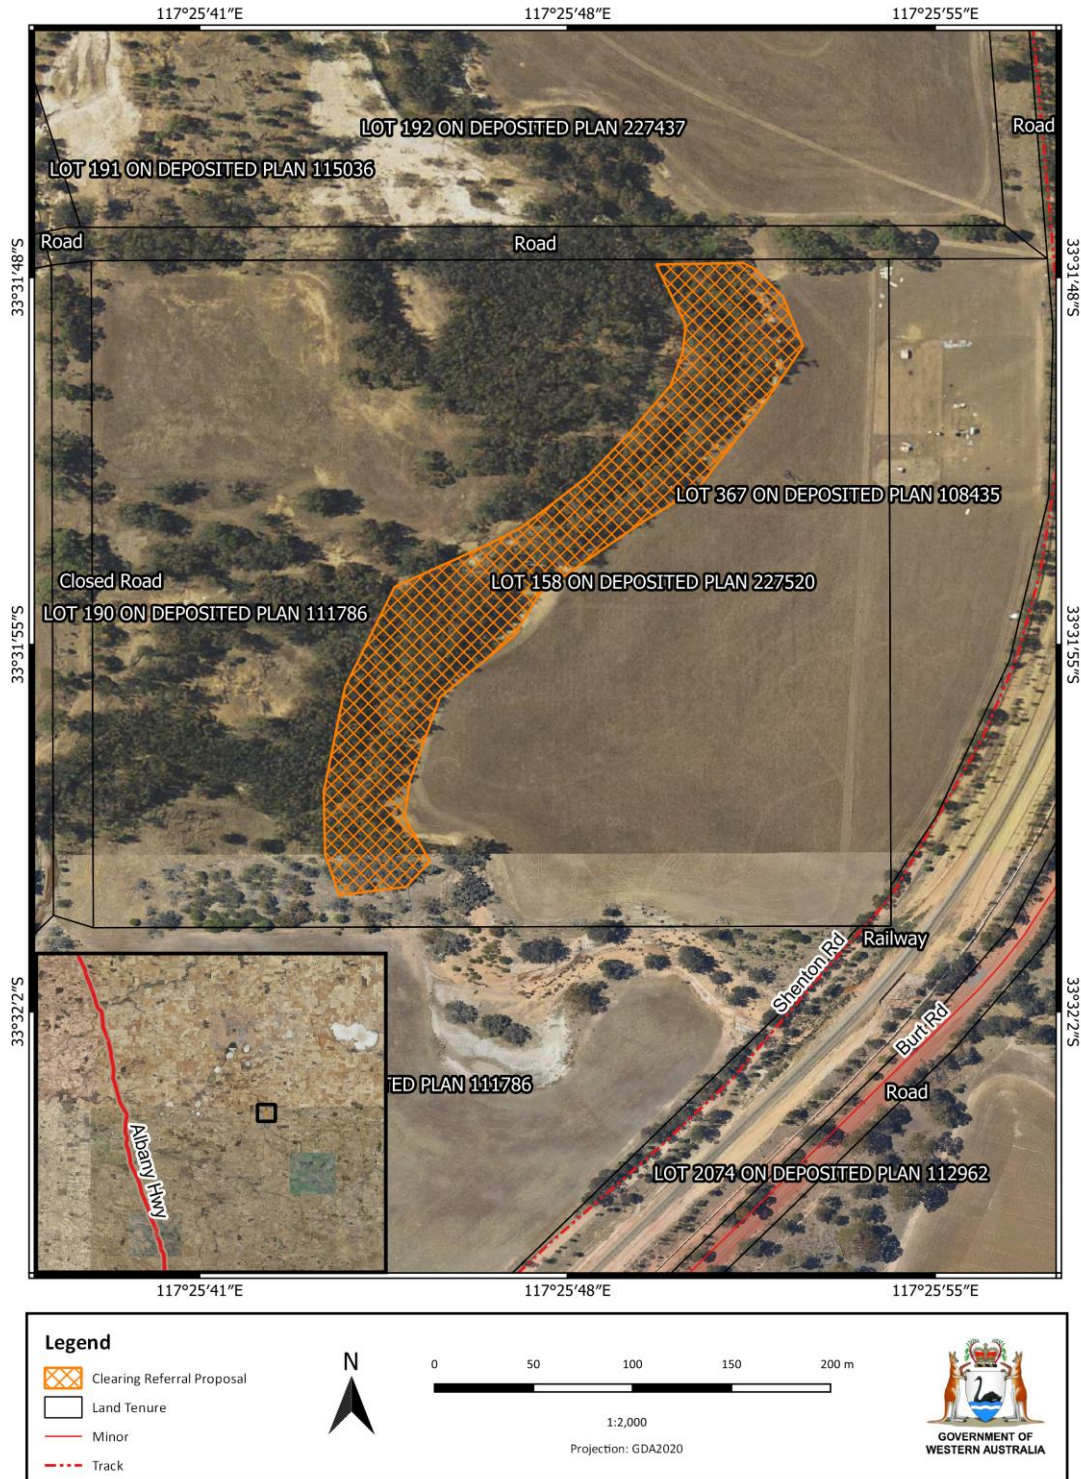 117°25′41″E 117°25′48″E 117°25′55″E
LOT 192 ON DEPOSITED PLAN 227437
Road
LOT 191 ON DEPOSITED PLAN 115036
Road
Road
33°31′48″S
33°31′48″S
LOT 367 ON DEPOSITED PLAN 108435
Closed Road
LOT 158 ON DEPOSITED PLAN 227520
LOT 190 ON DEPOSITED PLAN 111786
33°31′55″S
33°31′55″S
Railway
Shenton Rd
33°32′2″S
33°32′2″S
Burt Rd
TED PLAN 111786
Road
Albany Hwy
LOT 2074 ON DEPOSITED PLAN 112962
117°25′41″E 117°25′48″E 117°25′55″E
Legend
Clearing Referral Proposal
Land Tenure
Minor
Track
N
0 50 100 150 200 m
1:2,000
Projection: GDA2020
GOVERNMENT OF
WESTERN AUSTRALIA